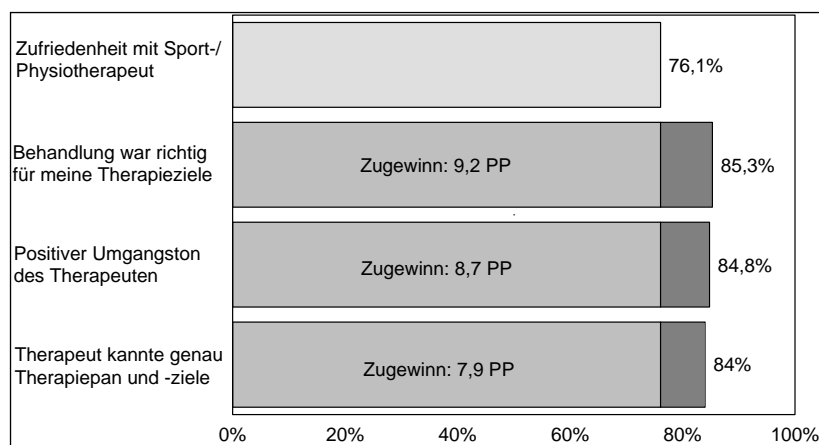 Zufriedenheit mit Sport-/
Physiotherapeut
76,1%
Behandlung war richtig
für meine Therapieziele
Zugewinn: 9,2 PP
85,3%
Positiver Umgangston
des Therapeuten
Zugewinn: 8,7 PP
84,8%
Therapeut kannte genau
Therapiepan und -ziele
Zugewinn: 7,9 PP
84%
0% 20% 40% 60% 80% 100%